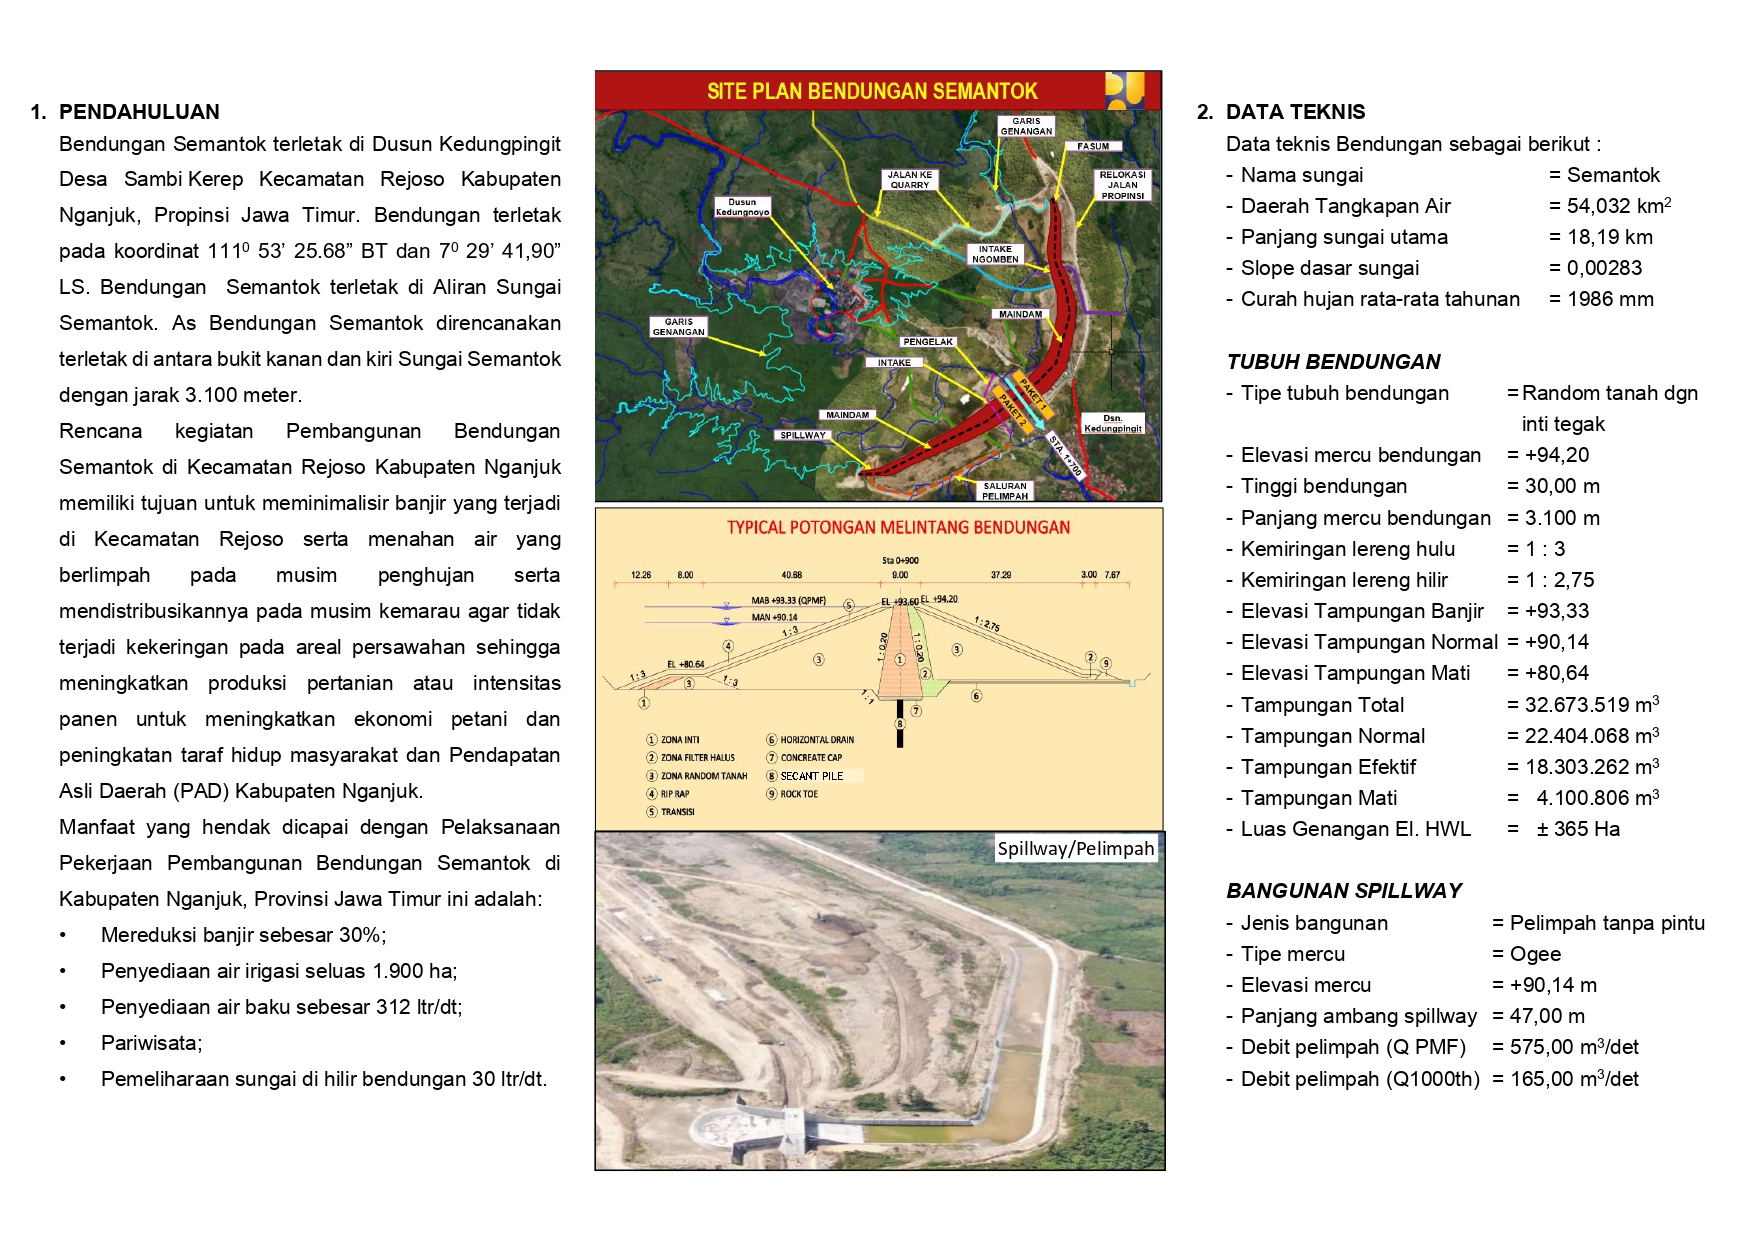 1. PENDAHULUAN
Bendungan Semantok terletak di Dusun Kedungpingit
Desa Sambi Kerep Kecamatan Rejoso Kabupaten
Nganjuk, Propinsi Jawa Timur. Bendungan terletak
pada koordinat 111⁰ 53’ 25.68” BT dan 7⁰ 29’ 41,90”
LS. Bendungan Semantok terletak di Aliran Sungai
Semantok. As Bendungan Semantok direncanakan
terletak di antara bukit kanan dan kiri Sungai Semantok
dengan jarak 3.100 meter.
Rencana kegiatan Pembangunan Bendungan
Semantok di Kecamatan Rejoso Kabupaten Nganjuk
memiliki tujuan untuk meminimalisir banjir yang terjadi
di Kecamatan Rejoso serta menahan air yang
berlimpah pada musim penghujan serta
mendistribusikannya pada musim kemarau agar tidak
terjadi kekeringan pada areal persawahan sehingga
meningkatkan produksi pertanian atau intensitas
panen untuk meningkatkan ekonomi petani dan
peningkatan taraf hidup masyarakat dan Pendapatan
Asli Daerah (PAD) Kabupaten Nganjuk.
Manfaat yang hendak dicapai dengan Pelaksanaan
Pekerjaan Pembangunan Bendungan Semantok di
Kabupaten Nganjuk, Provinsi Jawa Timur ini adalah:
• Mereduksi banjir sebesar 30%;
• Penyediaan air irigasi seluas 1.900 ha;
• Penyediaan air baku sebesar 312 ltr/dt;
• Pariwisata;
• Pemeliharaan sungai di hilir bendungan 30 ltr/dt.
SITE PLAN BENDUNGAN SEMANTOK
GARIS
GENANGAN
FASUM
JALAN KE
QUARRY
RELOKASI
JALAN
PROPINSI
Dusun
Kedungnoyo
INTAKE
NGOMBEN
GARIS
GENANGAN
MAINDAM
PENGELAK
INTAKE
PAKET 1
PAKET 2
MAINDAM
Dsn.
Kedungpingit
SPILLWAY
STA. 1+700
SALURAN
PELIMPAH
TYPICAL POTONGAN MELINTANG BENDUNGAN
Sta 0+900
12.26 8.00 40.68 9.00 37.29 3.00 7.67
MAB +93.33 (QPMF) 5 EL +93.60 EL +94.20
MAN +90.14
1 : 3 1 : 2,75
4 1 : 0,20 1 : 0,20 3
EL +80.64 3 1 2 9
1 : 3 3 1 : 3 2
1 1 : 1 7 6
8
1 ZONA INTI 6 HORIZONTAL DRAIN
2 ZONA FILTER HALUS 7 CONCREATE CAP
3 ZONA RANDOM TANAH 8 SECANT PILE
4 RIP RAP 9 ROCK TOE
5 TRANSISI
Spillway/Pelimpah
2. DATA TEKNIS
Data teknis Bendungan sebagai berikut :
- Nama sungai = Semantok
- Daerah Tangkapan Air = 54,032 km²
- Panjang sungai utama = 18,19 km
- Slope dasar sungai = 0,00283
- Curah hujan rata-rata tahunan = 1986 mm
TUBUH BENDUNGAN
- Tipe tubuh bendungan = Random tanah dgn
inti tegak
- Elevasi mercu bendungan = +94,20
- Tinggi bendungan = 30,00 m
- Panjang mercu bendungan = 3.100 m
- Kemiringan lereng hulu = 1 : 3
- Kemiringan lereng hilir = 1 : 2,75
- Elevasi Tampungan Banjir = +93,33
- Elevasi Tampungan Normal = +90,14
- Elevasi Tampungan Mati = +80,64
- Tampungan Total = 32.673.519 m³
- Tampungan Normal = 22.404.068 m³
- Tampungan Efektif = 18.303.262 m³
- Tampungan Mati = 4.100.806 m³
- Luas Genangan El. HWL = ± 365 Ha
BANGUNAN SPILLWAY
- Jenis bangunan = Pelimpah tanpa pintu
- Tipe mercu = Ogee
- Elevasi mercu = +90,14 m
- Panjang ambang spillway = 47,00 m
- Debit pelimpah (Q PMF) = 575,00 m³/det
- Debit pelimpah (Q1000th) = 165,00 m³/det